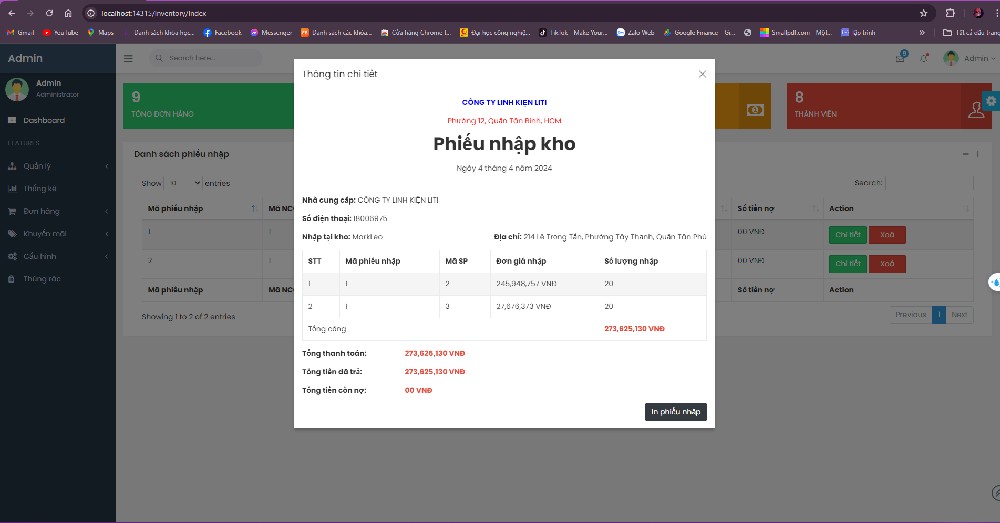 localhost:14315/Inventory/Index
Gmail YouTube Maps Danh sách khóa học... Facebook Messenger Danh sách các khóa... Cửa hàng Chrome t... Đại học công nghiệ... TikTok - Make Your... Zalo Web Google Finance – Gi... Smallpdf.com - Một... lập trình » Tất cả dấu trang
Admin
Search here...
9
Admin
Admin
Administrator
Dashboard
FEATURES
Quản lý
Thống kê
Đơn hàng
Khuyến mãi
Cấu hình
Thùng rác
9
TỔNG ĐƠN HÀNG
8
THÀNH VIÊN
Danh sách phiếu nhập
Show 10 entries
Search:
Mã phiếu nhập Mã NCC Số tiền nợ Action
1 1 00 VNĐ Chi tiết Xoá
2 1 00 VNĐ Chi tiết Xoá
Mã phiếu nhập Mã NCC Số tiền nợ Action
Showing 1 to 2 of 2 entries
Previous 1 Next
Thông tin chi tiết
CÔNG TY LINH KIỆN LITI
Phường 12, Quận Tân Bình, HCM
Phiếu nhập kho
Ngày 4 tháng 4 năm 2024
Nhà cung cấp: CÔNG TY LINH KIỆN LITI
Số điện thoại: 18006975
Nhập tại kho: MarkLeo Địa chỉ: 214 Lê Trọng Tấn, Phường Tây Thạnh, Quận Tân Phú
STT Mã phiếu nhập Mã SP Đơn giá nhập Số lượng nhập
1 1 2 245,948,757 VNĐ 20
2 1 3 27,676,373 VNĐ 20
Tổng cộng 273,625,130 VNĐ
Tổng thanh toán: 273,625,130 VNĐ
Tổng tiền đã trả: 273,625,130 VNĐ
Tổng tiền còn nợ: 00 VNĐ
In phiếu nhập